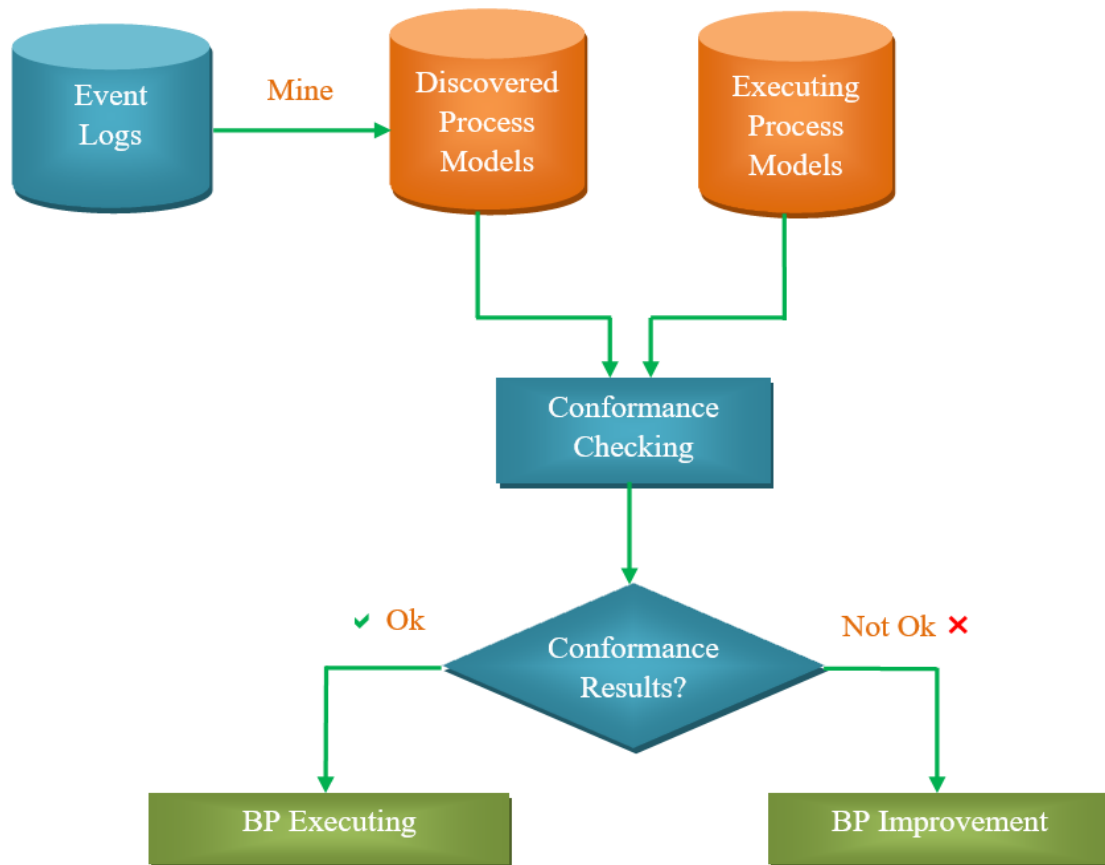 Event
Logs
Mine
Discovered
Process
Models
Executing
Process
Models
Conformance
Checking
Ok
Not Ok
Conformance
Results?
BP Executing
BP Improvement